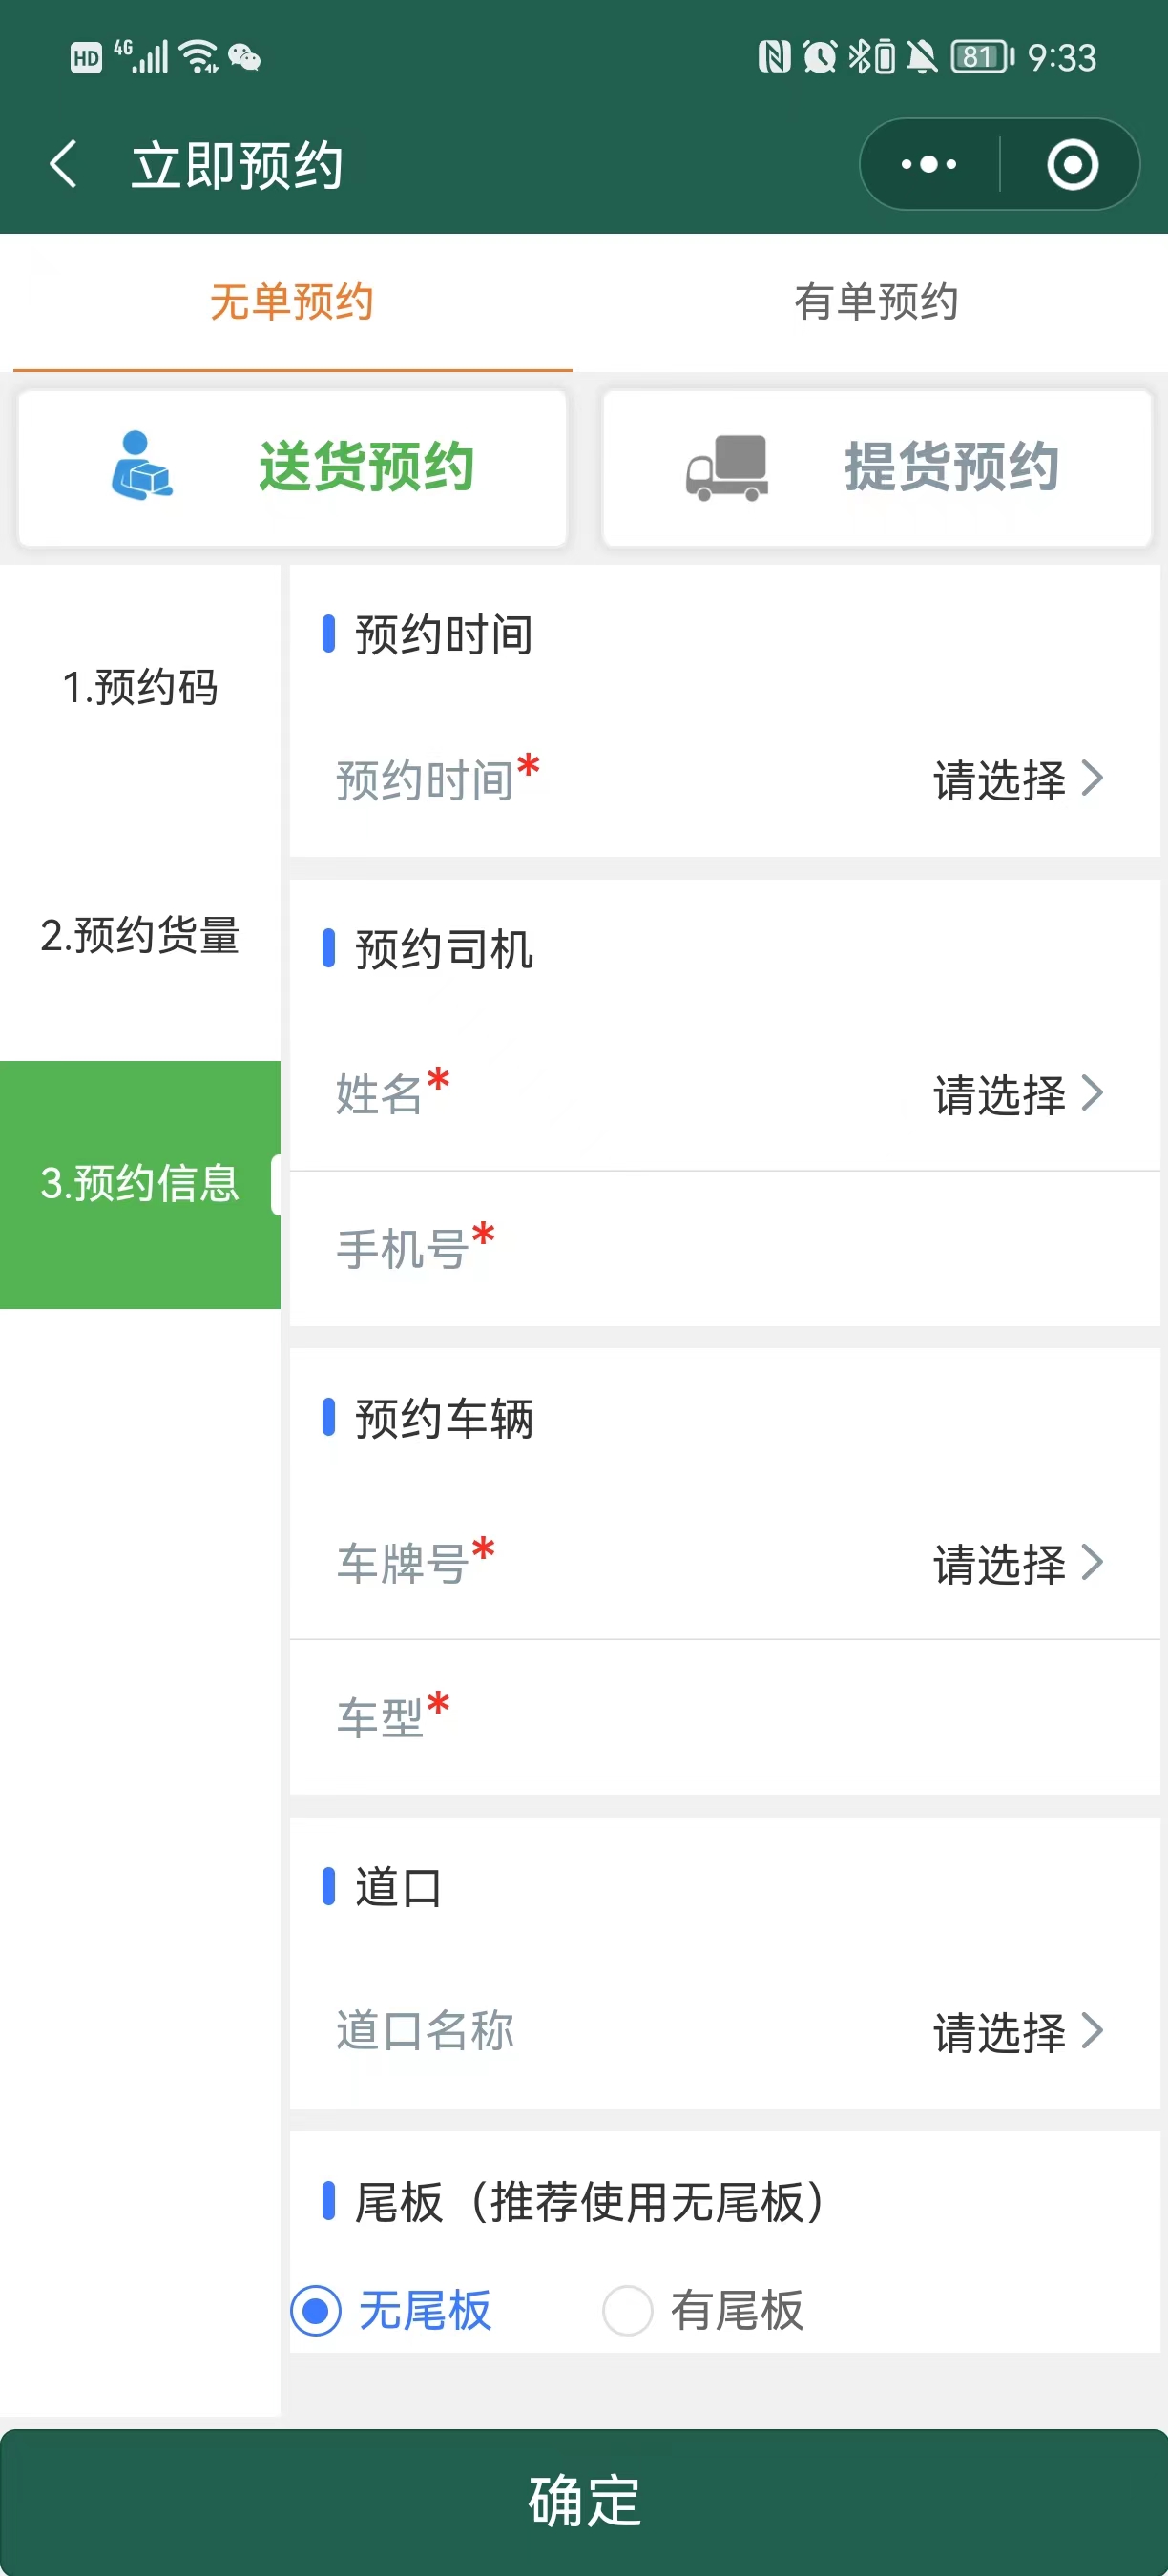 HD 4G 81 9:33
立即预约
无单预约 有单预约
送货预约 提货预约
1.预约码
2.预约货量
3.预约信息
预约时间
预约时间* 请选择
预约司机
姓名* 请选择
手机号*
预约车辆
车牌号* 请选择
车型*
道口
道口名称 请选择
尾板（推荐使用无尾板）
无尾板 有尾板
确定